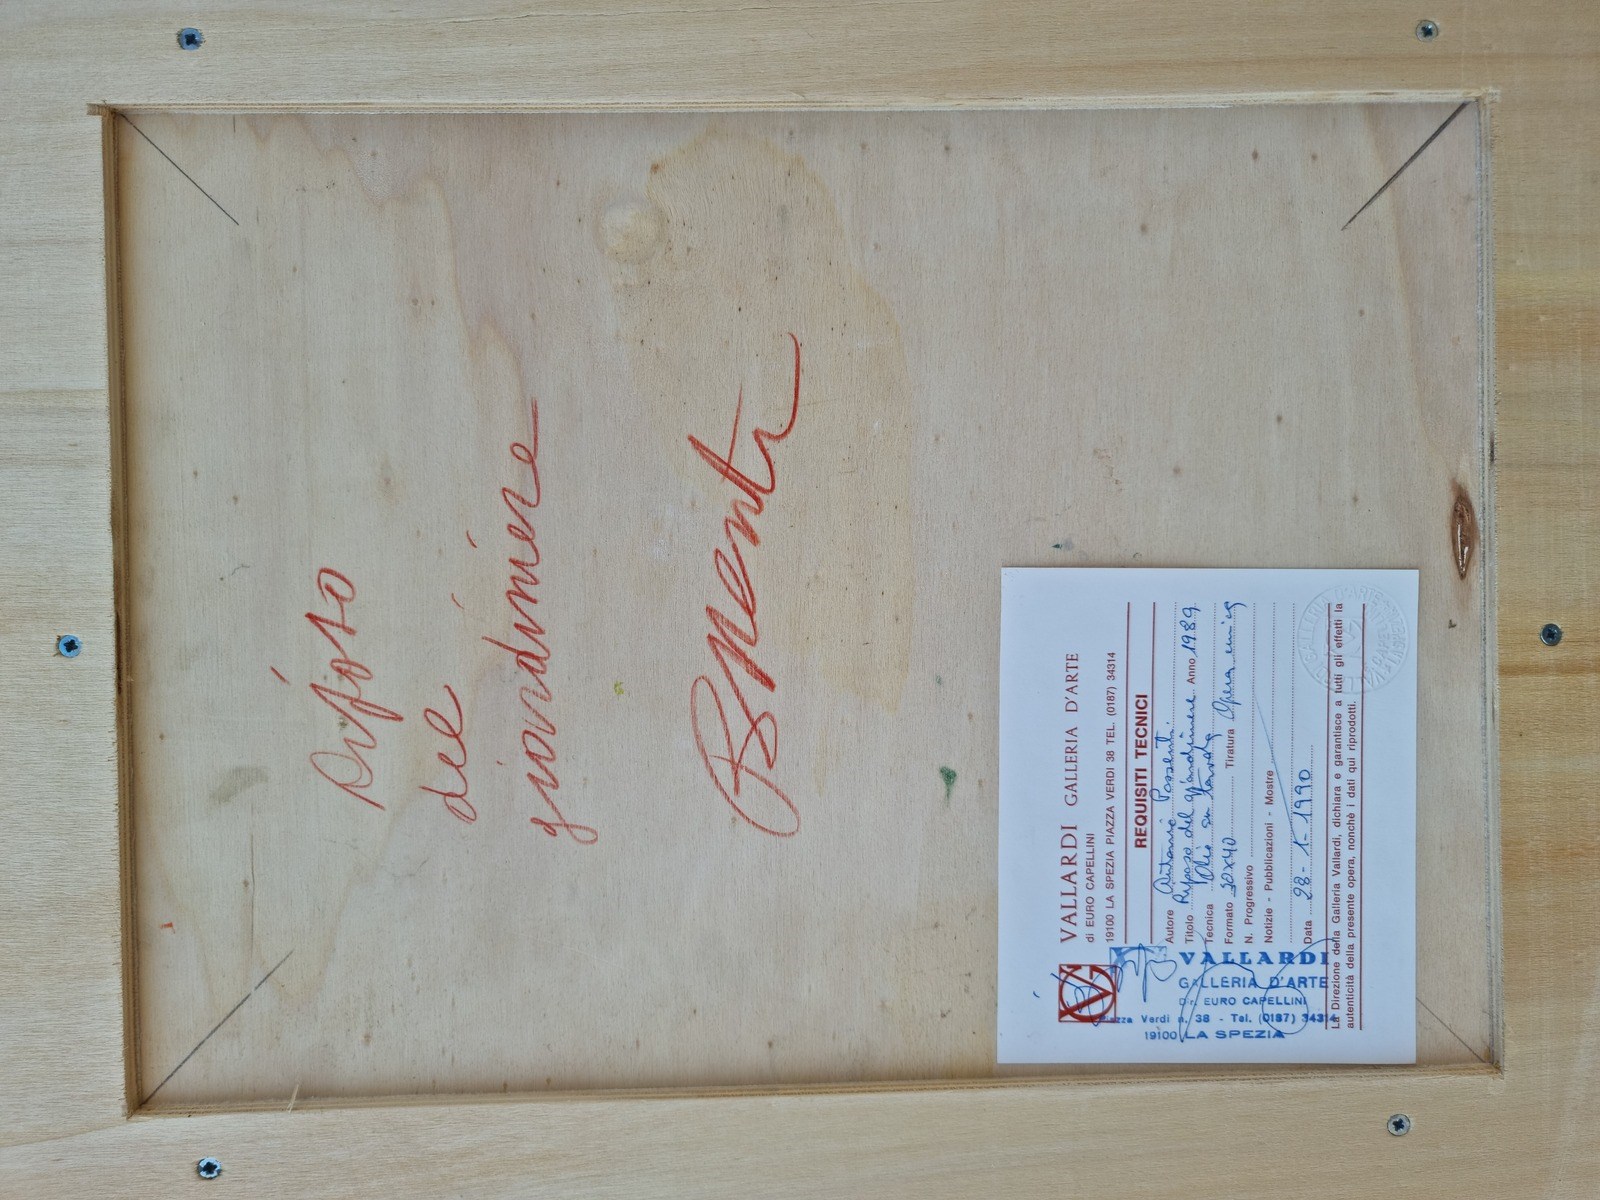 Riposo
del
giardiniere
Possenti
VALLARDI GALLERIA D'ARTE
di EURO CAPELLINI
19100 LA SPEZIA PIAZZA VERDI 38 TEL. (0187) 34314
REQUISITI TECNICI
Autore Antonio Possenti
Titolo Riposo del giardiniere Anno 1989
Tecnica Olio su tavola
Formato 30x40 Tiratura Opera unica
N. Progressivo
Notizie - Pubblicazioni - Mostre
Data 28-1-1990
VALLARDI
GALLERIA D'ARTE
Dr. EURO CAPELLINI
Piazza Verdi n. 38 - Tel. (0187) 34314
19100 LA SPEZIA
La Direzione della Galleria Vallardi, dichiara e garantisce a tutti gli effetti la
autenticità della presente opera, nonchè i dati qui riprodotti.